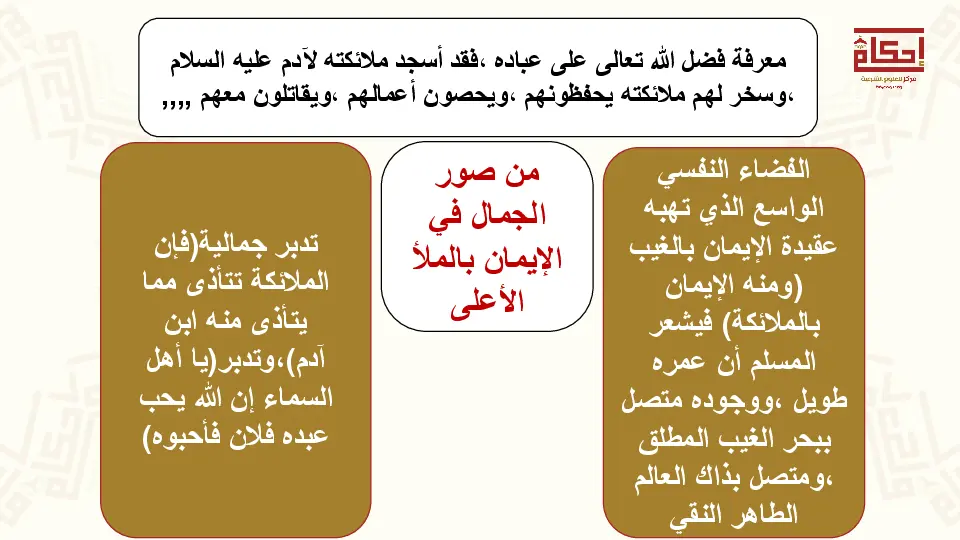 إحكام
مركز للعلوم الشرعية
معرفة فضل الله تعالى على عباده ،فقد أسجد ملائكته لآدم عليه السلام
،وسخر لهم ملائكته يحفظونهم ،ويحصون أعمالهم ،ويقاتلون معهم ,,,,
من صور
الجمال في
الإيمان بالملأ
الأعلى
الفضاء النفسي
الواسع الذي تهبه
عقيدة الإيمان بالغيب
(ومنه الإيمان
بالملائكة) فيشعر
المسلم أن عمره
طويل ،ووجوده متصل
ببحر الغيب المطلق
،ومتصل بذاك العالم
الطاهر النقي
تدبر جمالية(فإن
الملائكة تتأذى مما
يتأذى منه ابن
آدم)،وتدبر(يا أهل
السماء إن الله يحب
عبده فلان فأحبوه)